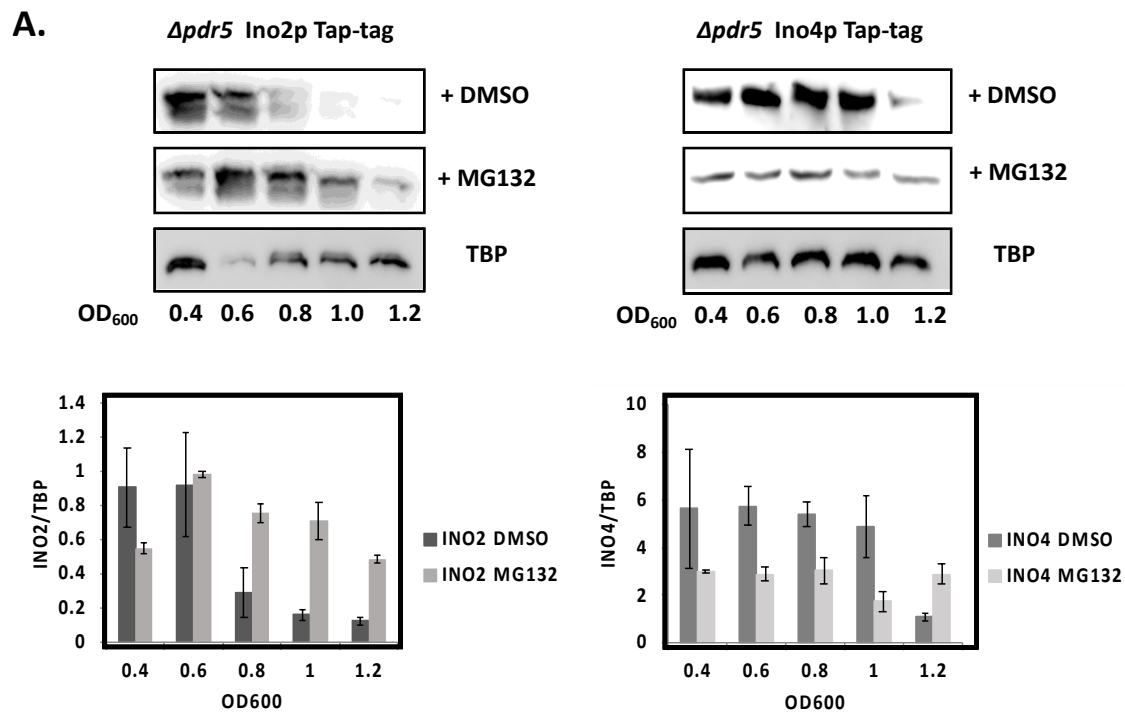 A.
Δpdr5 Ino2p Tap-tag
+ DMSO
+ MG132
TBP
OD600 0.4 0.6 0.8 1.0 1.2
Δpdr5 Ino4p Tap-tag
+ DMSO
+ MG132
TBP
OD600 0.4 0.6 0.8 1.0 1.2
1.4
1.2
1
0.8
0.6
0.4
0.2
0
INO2/TBP
0.4 0.6 0.8 1 1.2
OD600
INO2 DMSO
INO2 MG132
10
8
6
4
2
0
INO4/TBP
0.4 0.6 0.8 1 1.2
OD600
INO4 DMSO
INO4 MG132